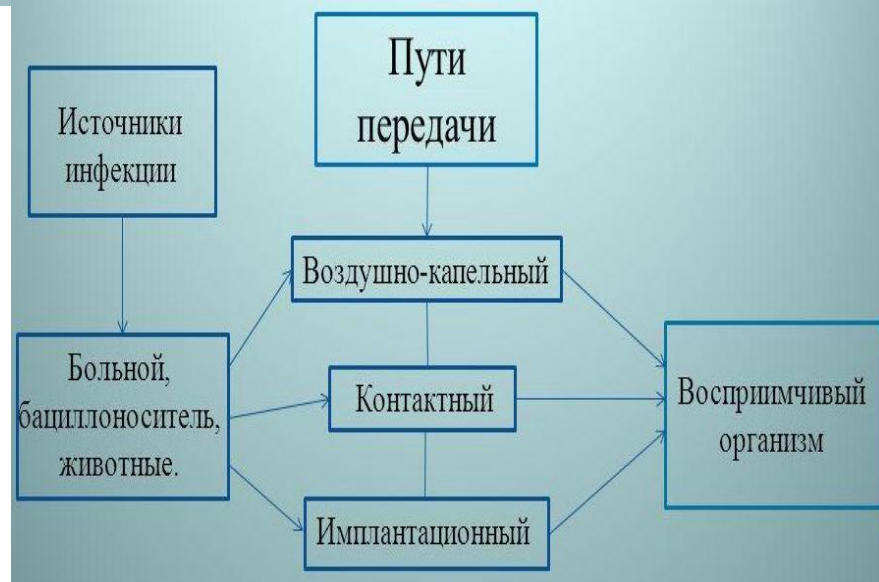 Источники
инфекции
Пути
передачи
Воздушно-капельный
Больной,
бациллоноситель,
животные.
Контактный
Имплантационный
Восприимчивый
организм